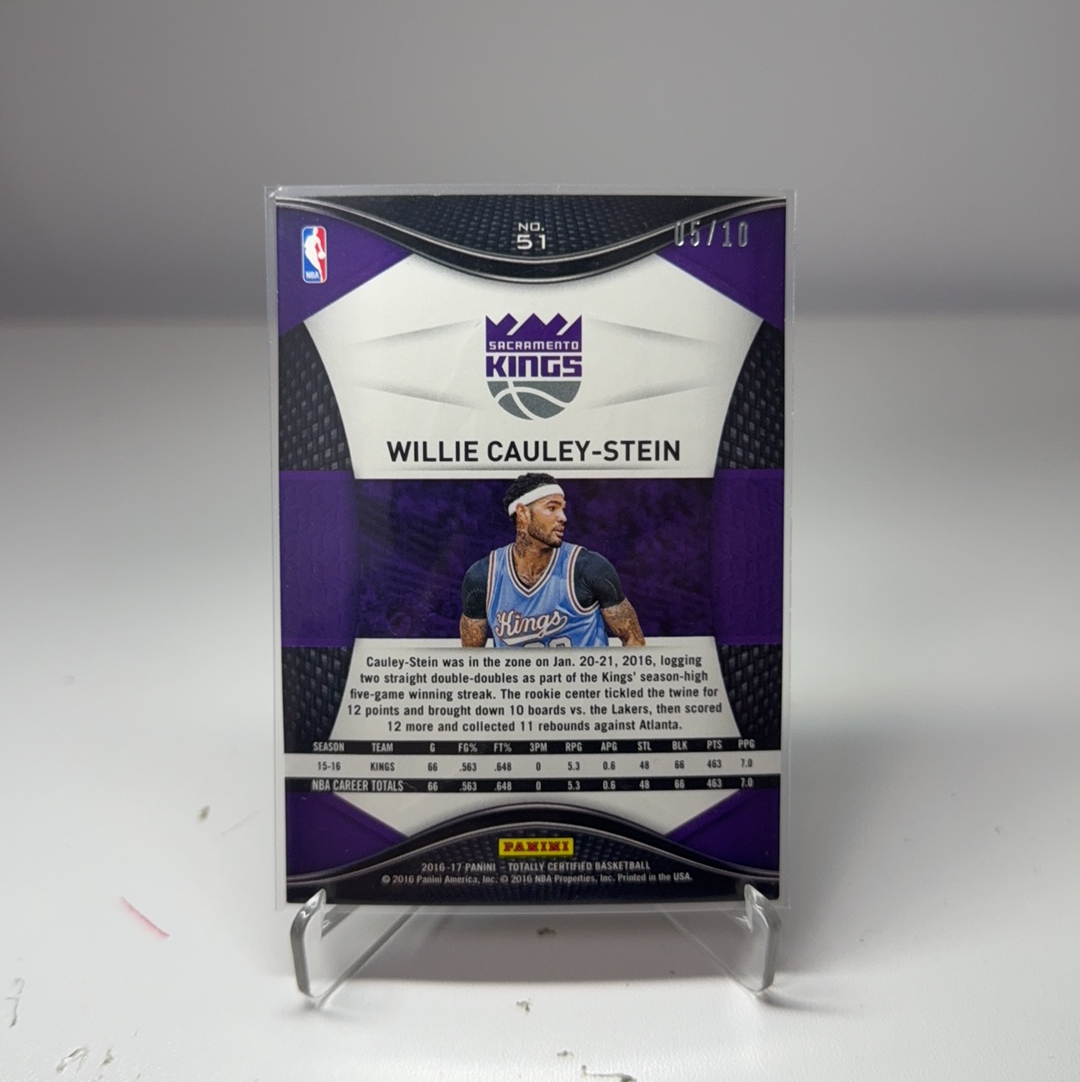 NO.
51
05/10
NBA
SACRAMENTO
KINGS
WILLIE CAULEY-STEIN
Kings
Cauley-Stein was in the zone on Jan. 20-21, 2016, logging
two straight double-doubles as part of the Kings' season-high
five-game winning streak. The rookie center tickled the twine for
12 points and brought down 10 boards vs. the Lakers, then scored
12 more and collected 11 rebounds against Atlanta.
SEASON TEAM G FG% FT% 3PM RPG APG STL BLK PTS PPG
15-16 KINGS 66 .563 .648 0 5.3 0.6 48 66 463 7.0
NBA CAREER TOTALS 66 .563 .648 0 5.3 0.6 48 66 463 7.0
PANINI
2016-17 PANINI – TOTALLY CERTIFIED BASKETBALL
© 2016 Panini America, Inc. © 2016 NBA Properties, Inc. Printed in the USA.